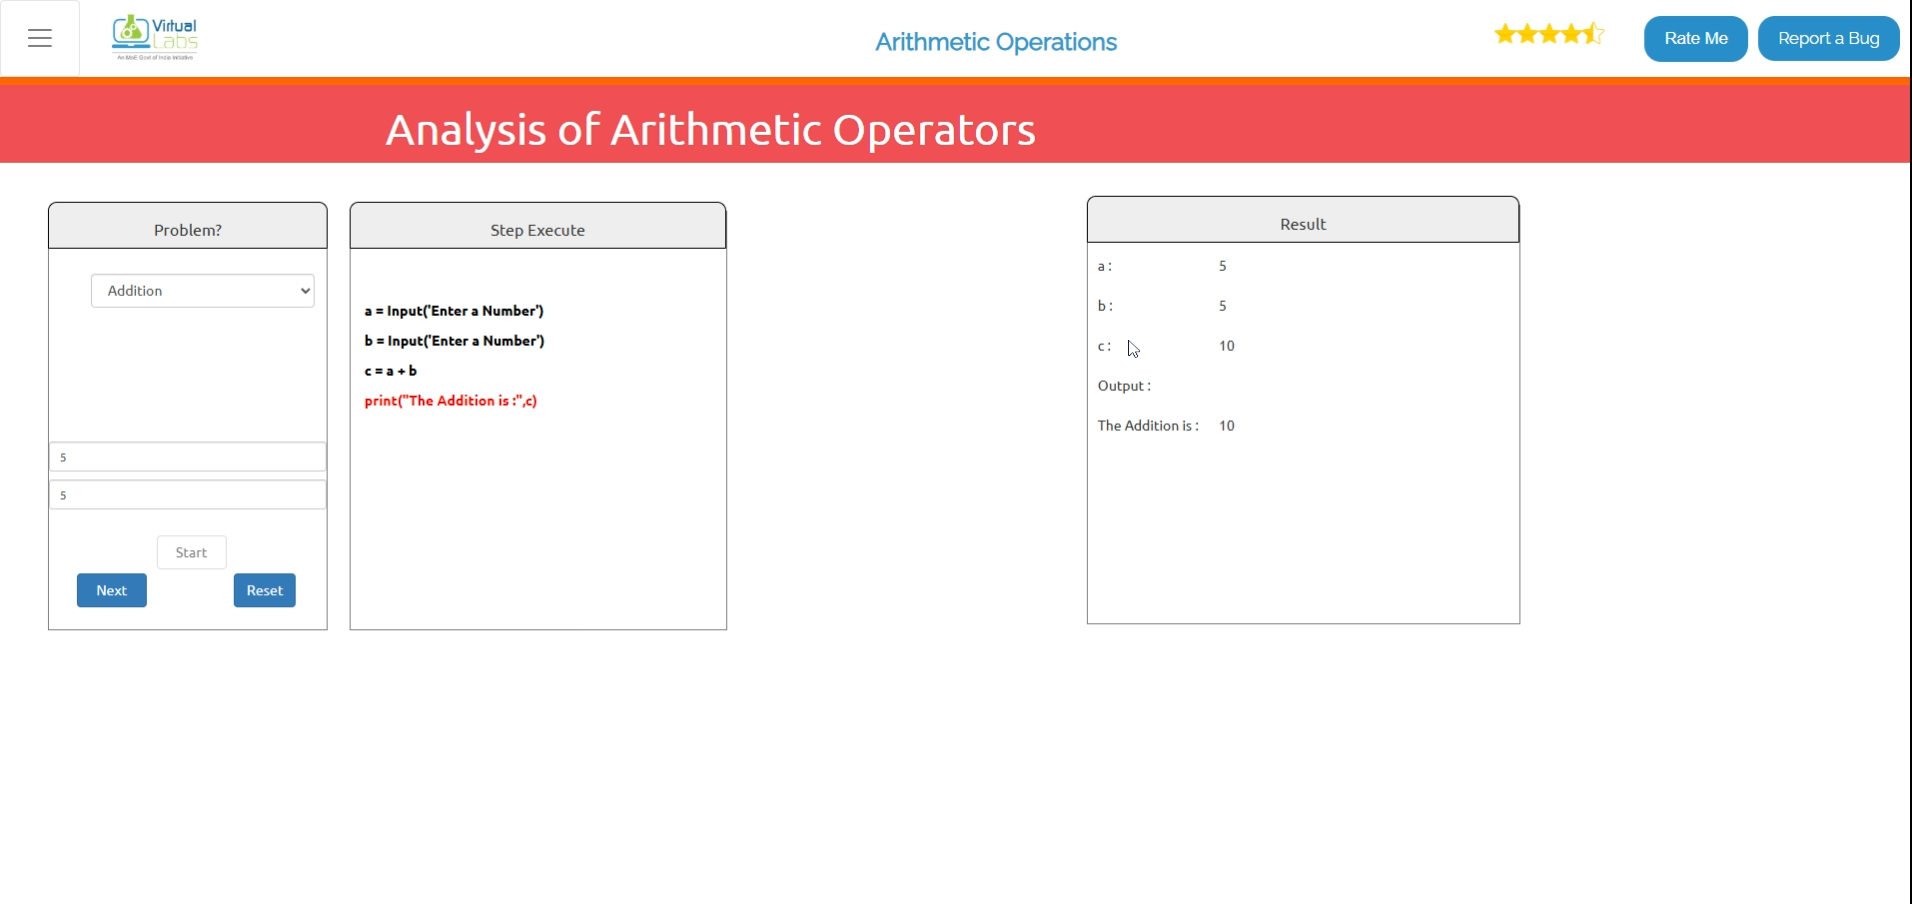 Virtual
Labs
An MoE Govt of India Initiative
Arithmetic Operations
Rate Me
Report a Bug
Analysis of Arithmetic Operators
Problem?
Addition
5
5
Start
Next
Reset
Step Execute
a = Input('Enter a Number')
b = Input('Enter a Number')
c = a + b
print("The Addition is :",c)
Result
a : 5
b : 5
c : 10
Output :
The Addition is : 10